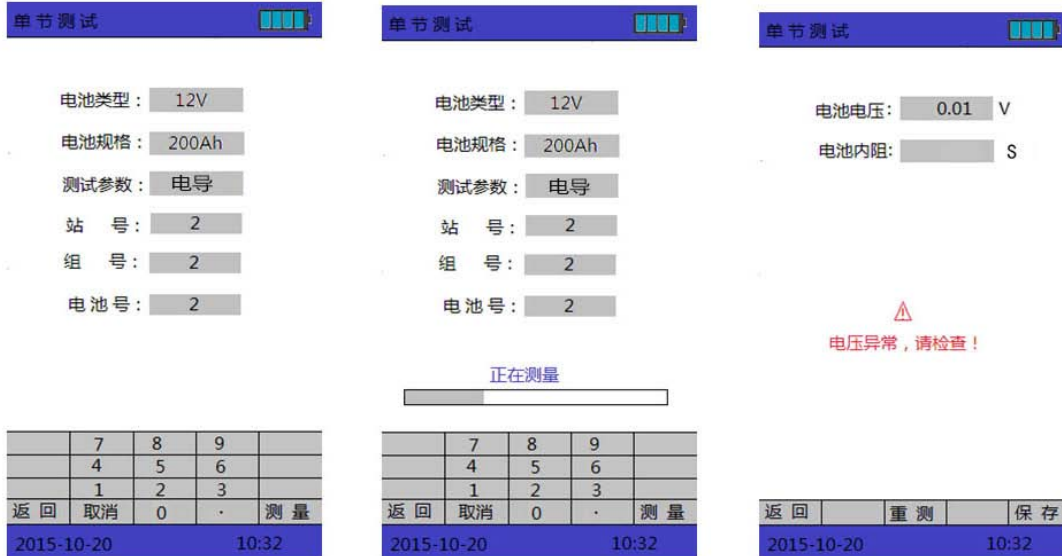 单节测试
电池类型： 12V
电池规格： 200Ah
测试参数： 电导
站 号： 2
组 号： 2
电池号： 2
7 8 9
4 5 6
1 2 3
返回 取消 0 · 测量
2015-10-20 10:32
单节测试
电池类型： 12V
电池规格： 200Ah
测试参数： 电导
站 号： 2
组 号： 2
电池号： 2
正在测量
7 8 9
4 5 6
1 2 3
返回 取消 0 · 测量
2015-10-20 10:32
单节测试
电池电压: 0.01 V
电池内阻: S
电压异常，请检查！
返回 重测 保存
2015-10-20 10:32